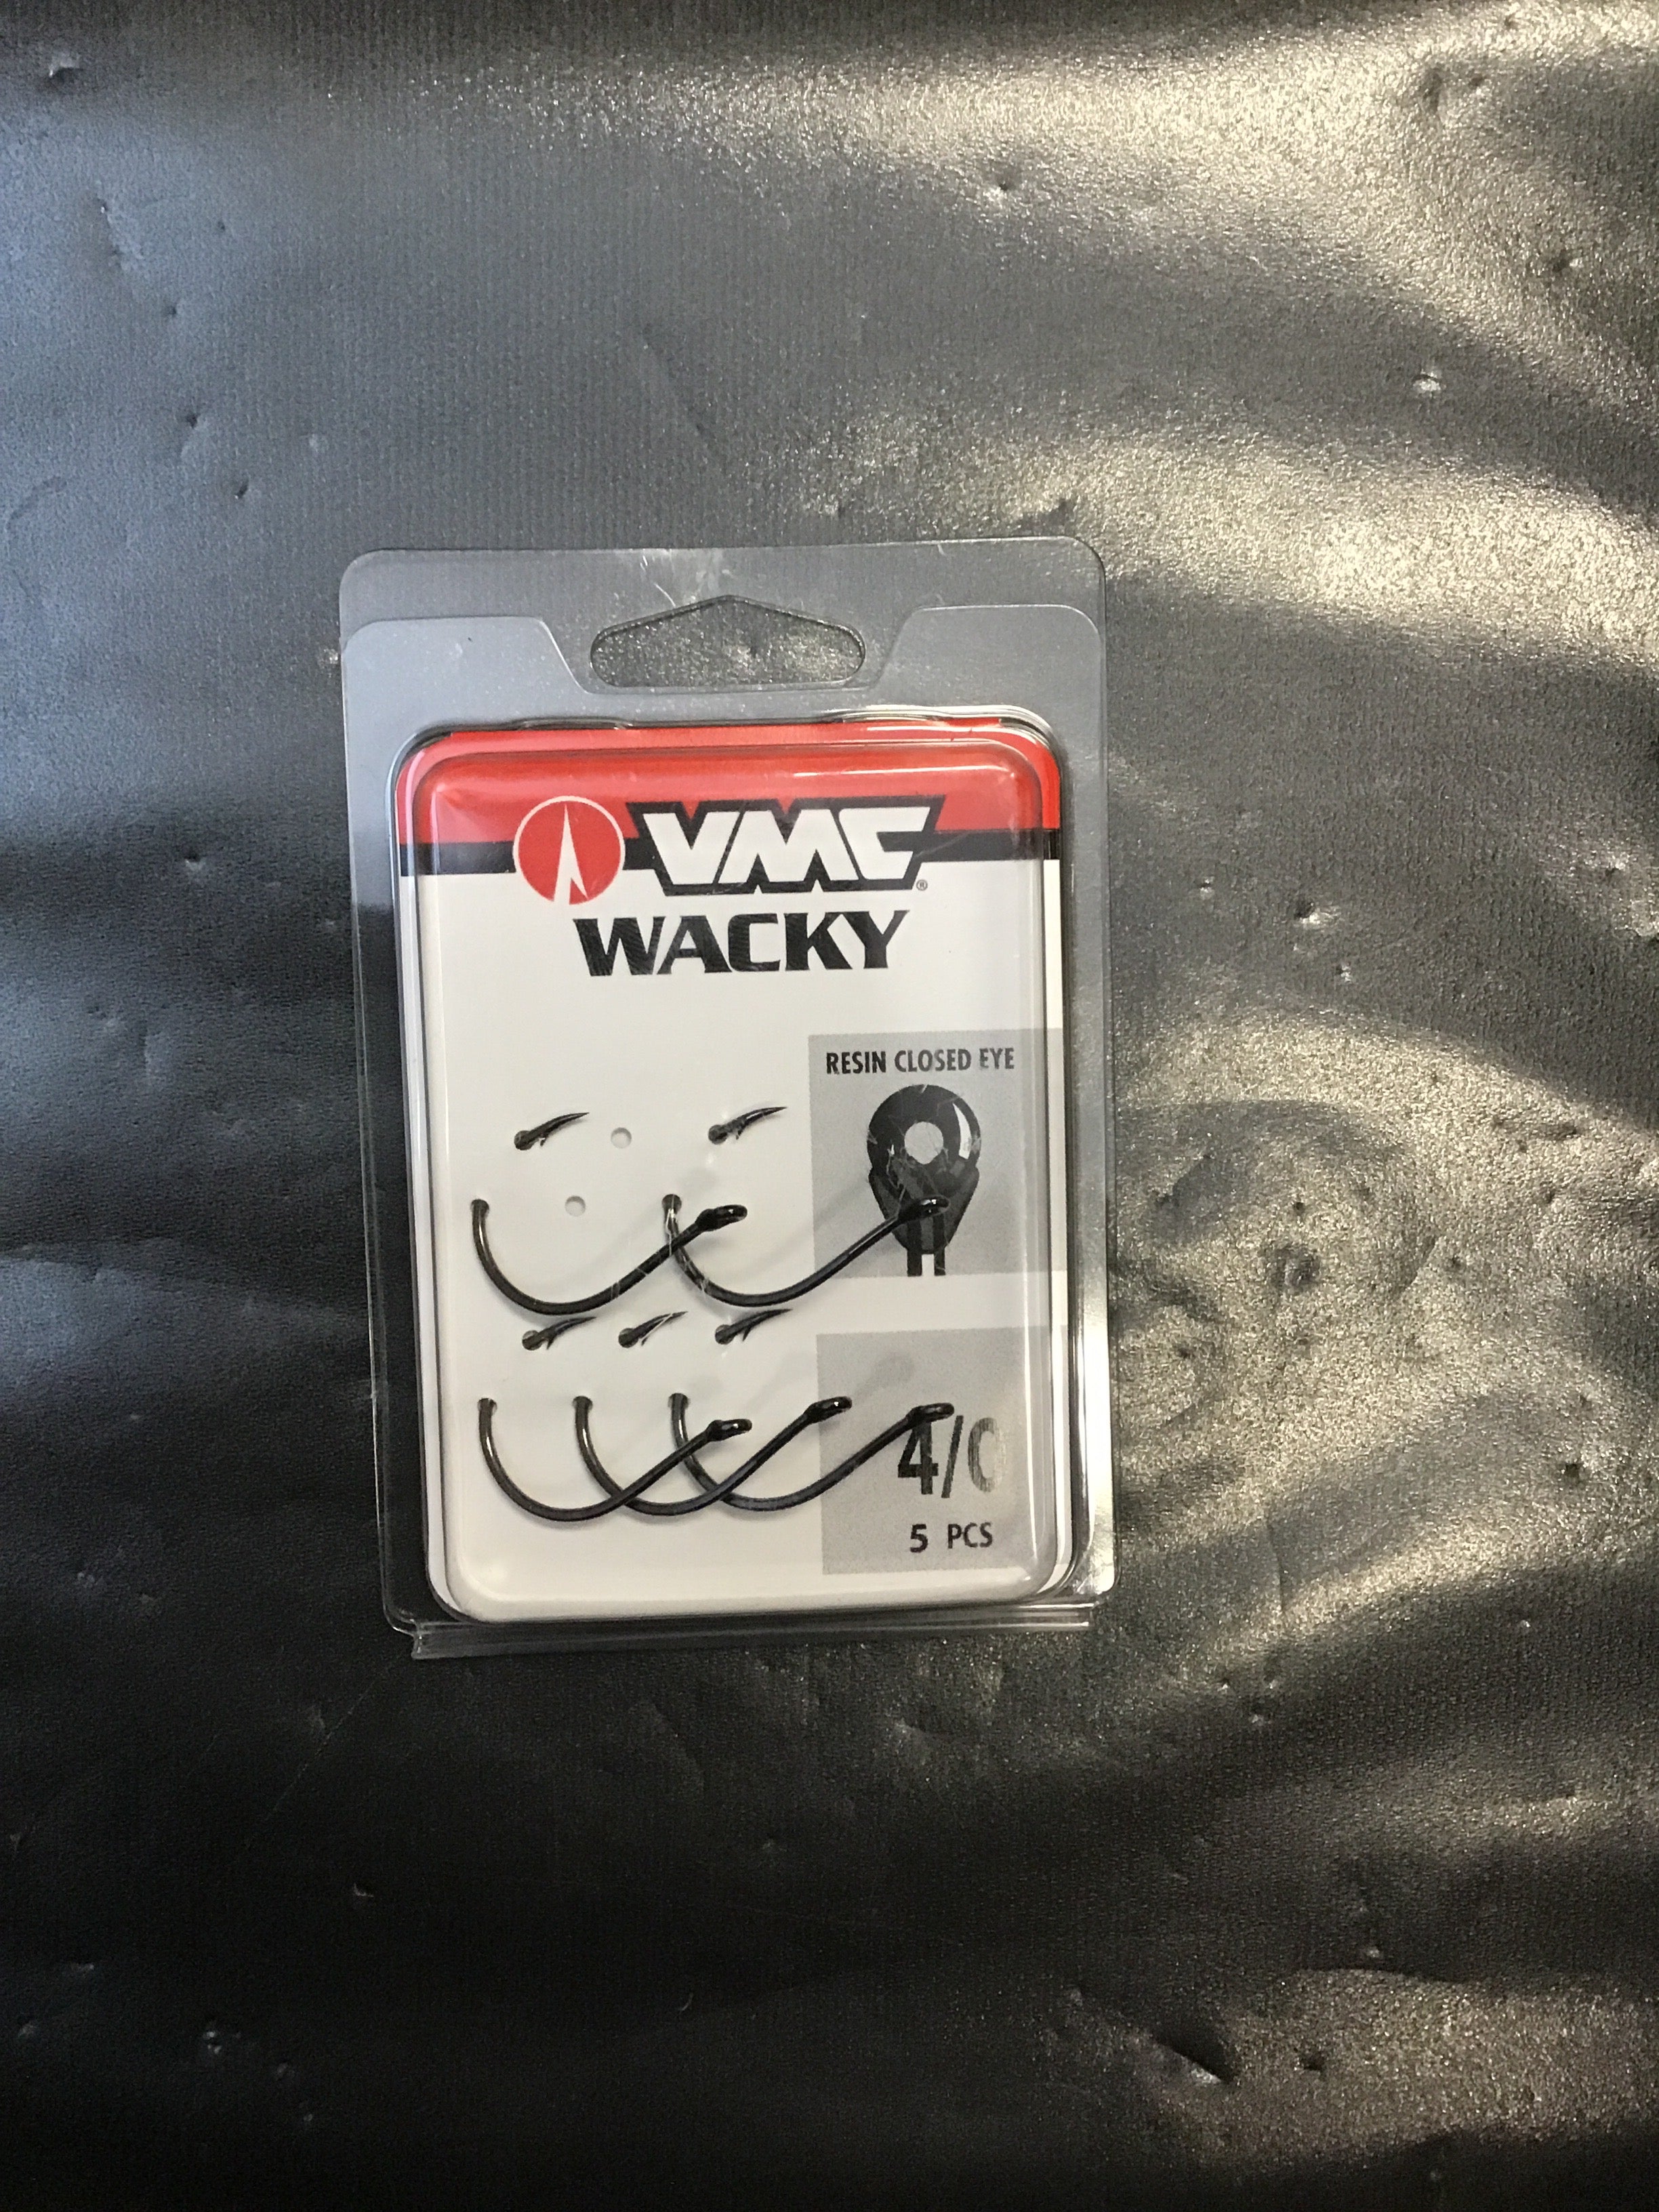 VMC®
WACKY
RESIN CLOSED EYE
4/0
5 PCS